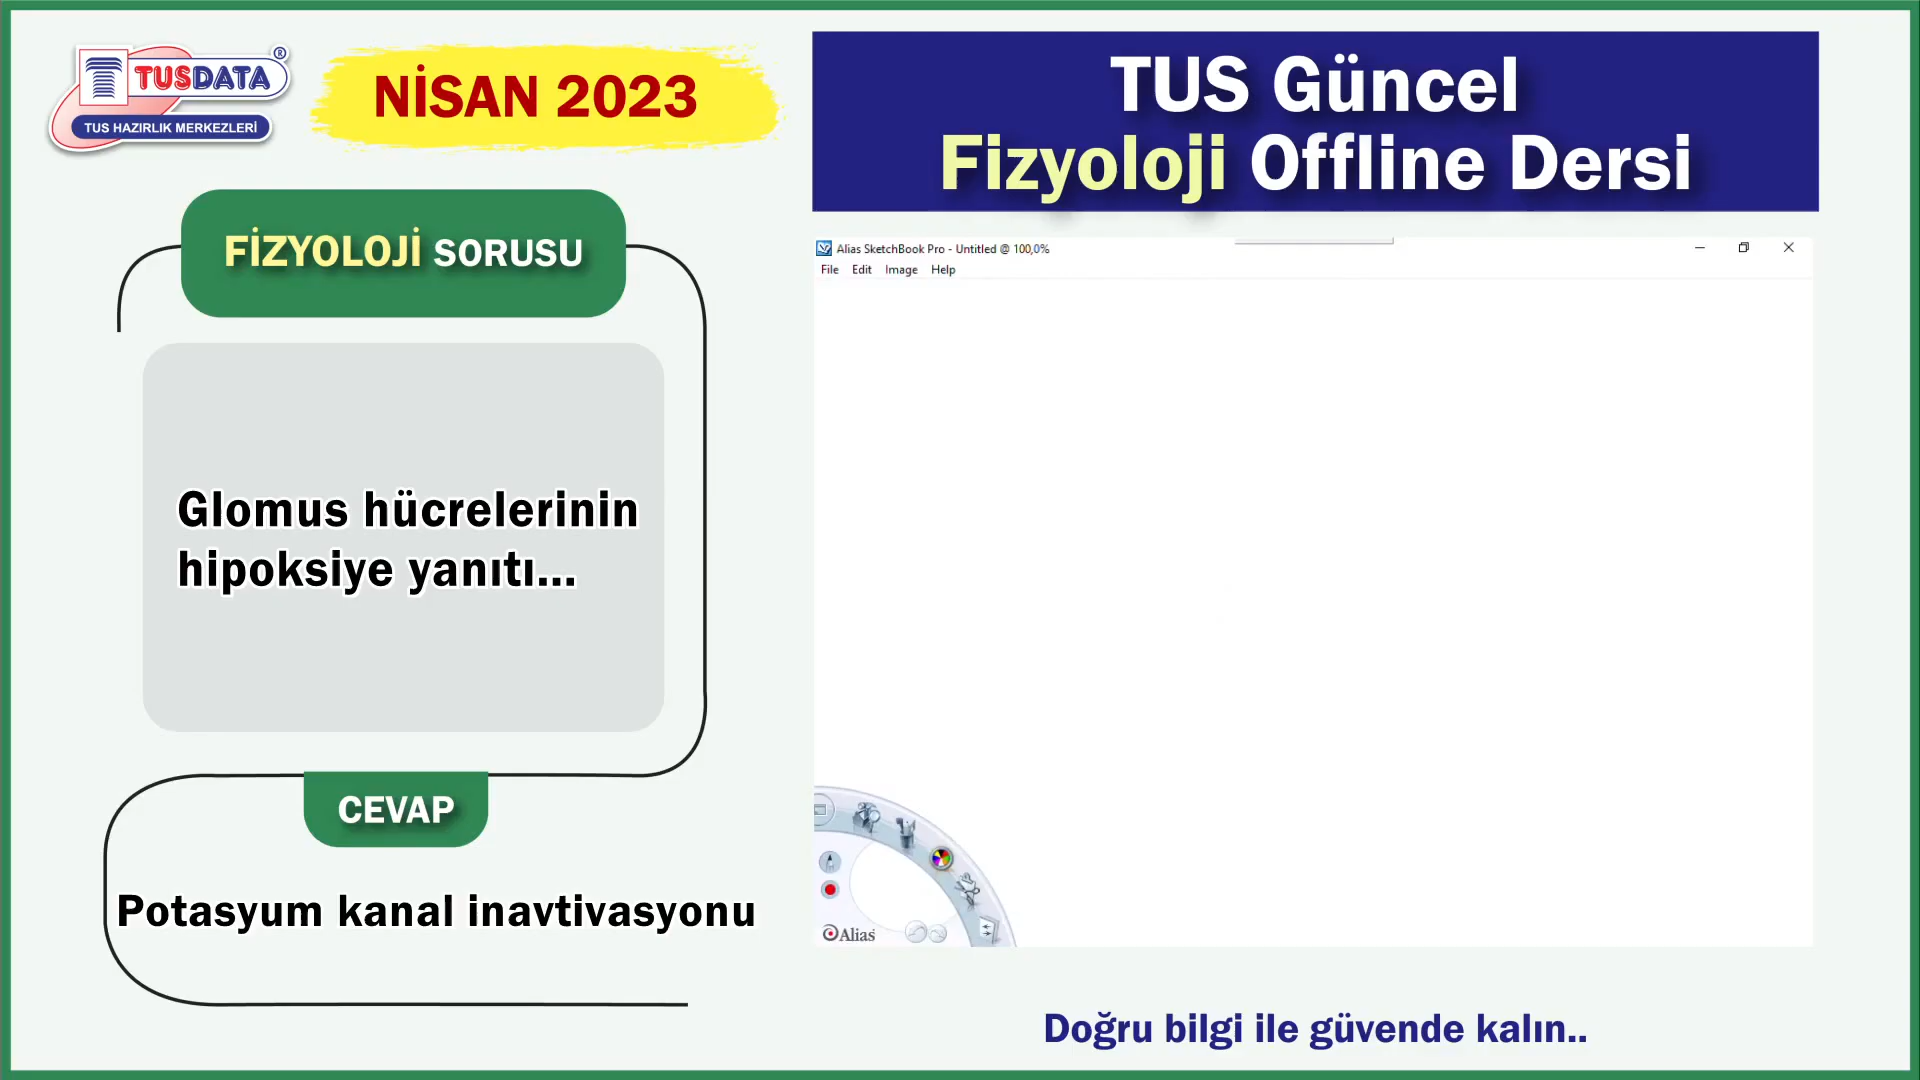 TUSDATA ®
TUS HAZIRLIK MERKEZLERİ
NİSAN 2023
TUS Güncel
Fizyoloji Offline Dersi
FİZYOLOJİ SORUSU
Glomus hücrelerinin
hipoksiye yanıtı...
CEVAP
Potasyum kanal inavtivasyonu
Alias SketchBook Pro - Untitled @ 100,0%
File Edit Image Help
Alias
Doğru bilgi ile güvende kalın..